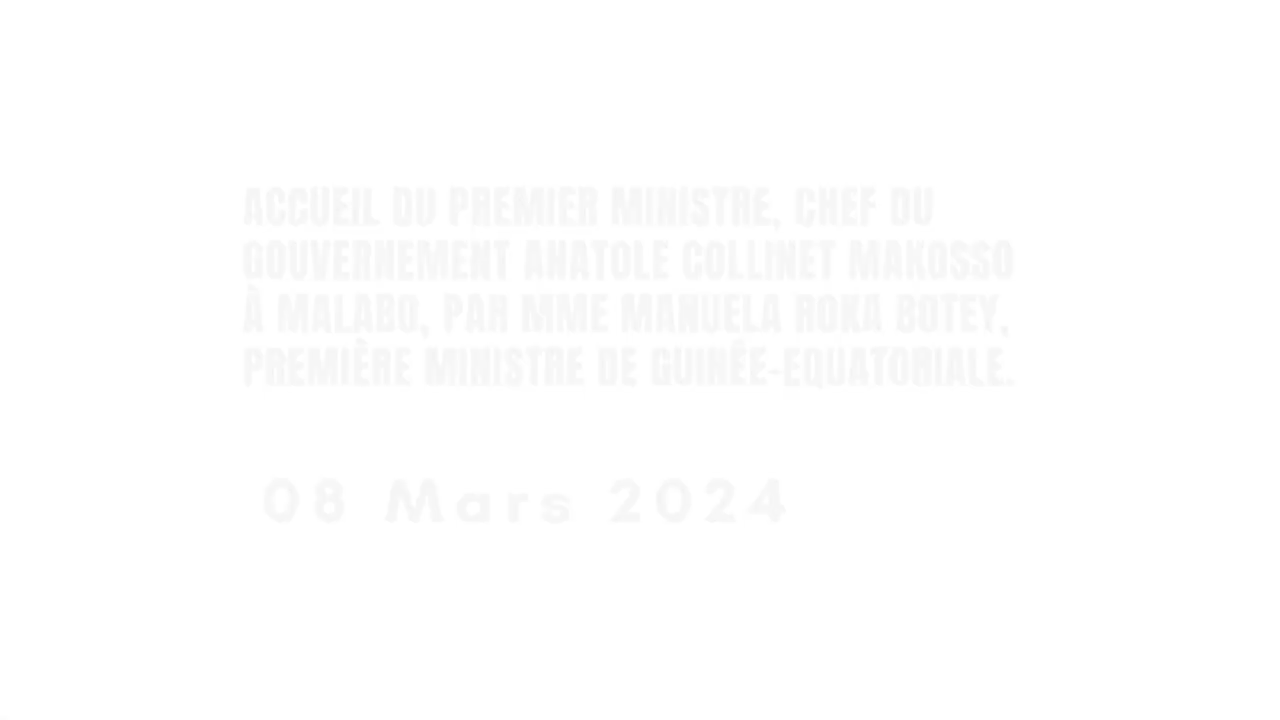 ACCUEIL DU PREMIER MINISTRE, CHEF DU
GOUVERNEMENT ANATOLE COLLINET MAKOSSO
À MALABO, PAR MME MANUELA ROKA BOTEY,
PREMIÈRE MINISTRE DE GUINÉE-EQUATORIALE.
08 Mars 2024